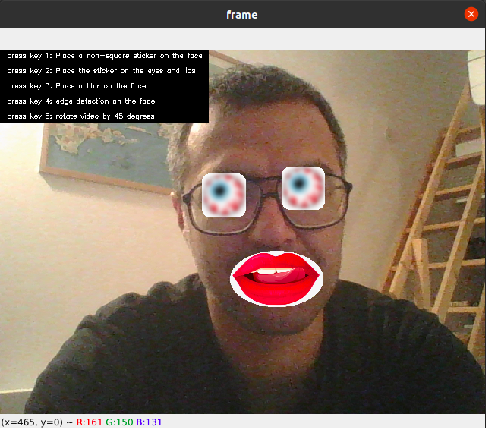 frame
press key 1: Place a non-square sticker on the face
press key 2: Place the sticker on the eyes and lips
press key 3: Place a blur on the face
press key 4: edge detection on the face
press key 5: rotate video by 45 degrees
(x=465, y=0) ~ R:161 G:150 B:131